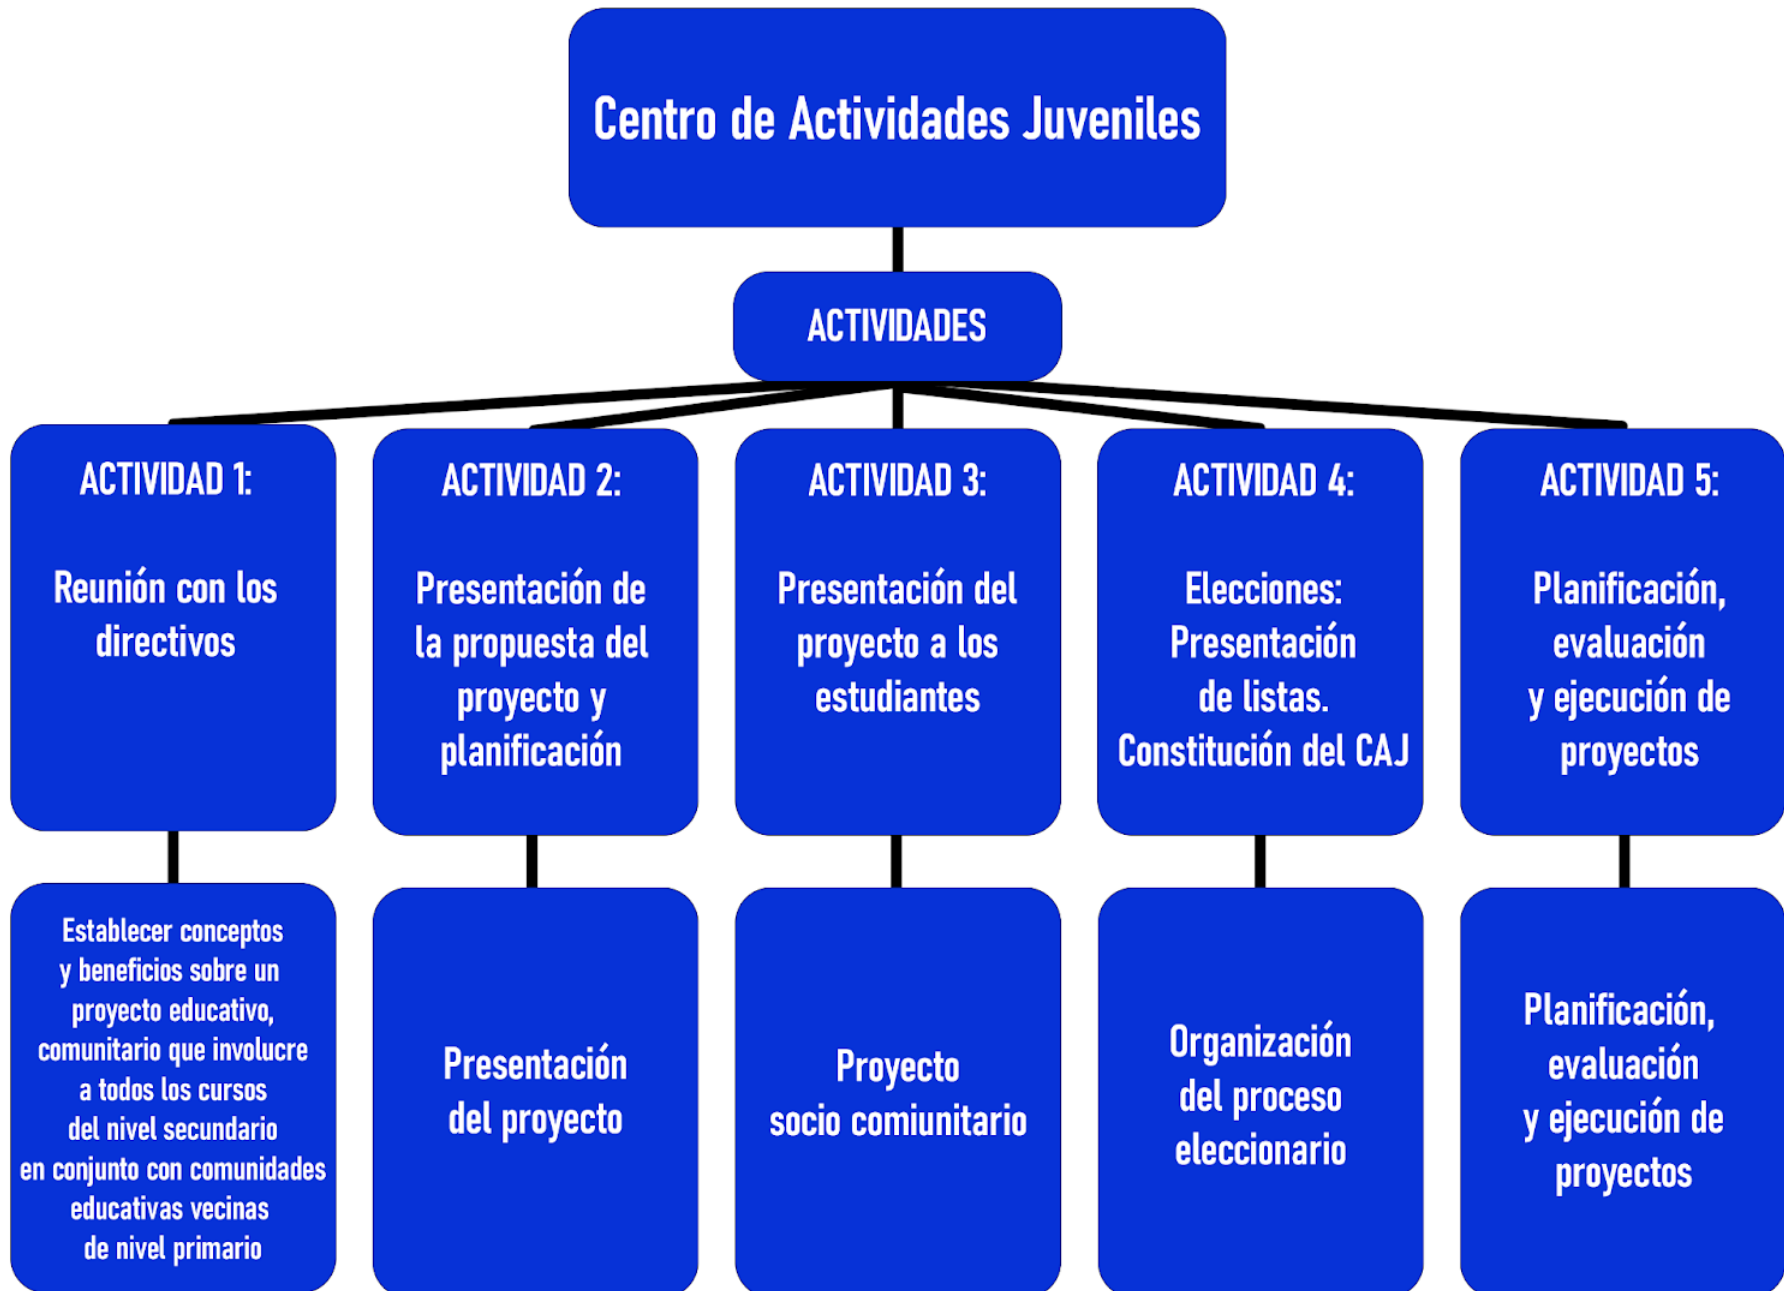 Centro de Actividades Juveniles
ACTIVIDADES
ACTIVIDAD 1:
Reunión con los
directivos
ACTIVIDAD 2:
Presentación de
la propuesta del
proyecto y
planificación
ACTIVIDAD 3:
Presentación del
proyecto a los
estudiantes
ACTIVIDAD 4:
Elecciones:
Presentación
de listas.
Constitución del CAJ
ACTIVIDAD 5:
Planificación,
evaluación
y ejecución de
proyectos
Establecer conceptos
y beneficios sobre un
proyecto educativo,
comunitario que involucre
a todos los cursos
del nivel secundario
en conjunto con comunidades
educativas vecinas
de nivel primario
Presentación
del proyecto
Proyecto
socio comiunitario
Organización
del proceso
eleccionario
Planificación,
evaluación
y ejecución de
proyectos